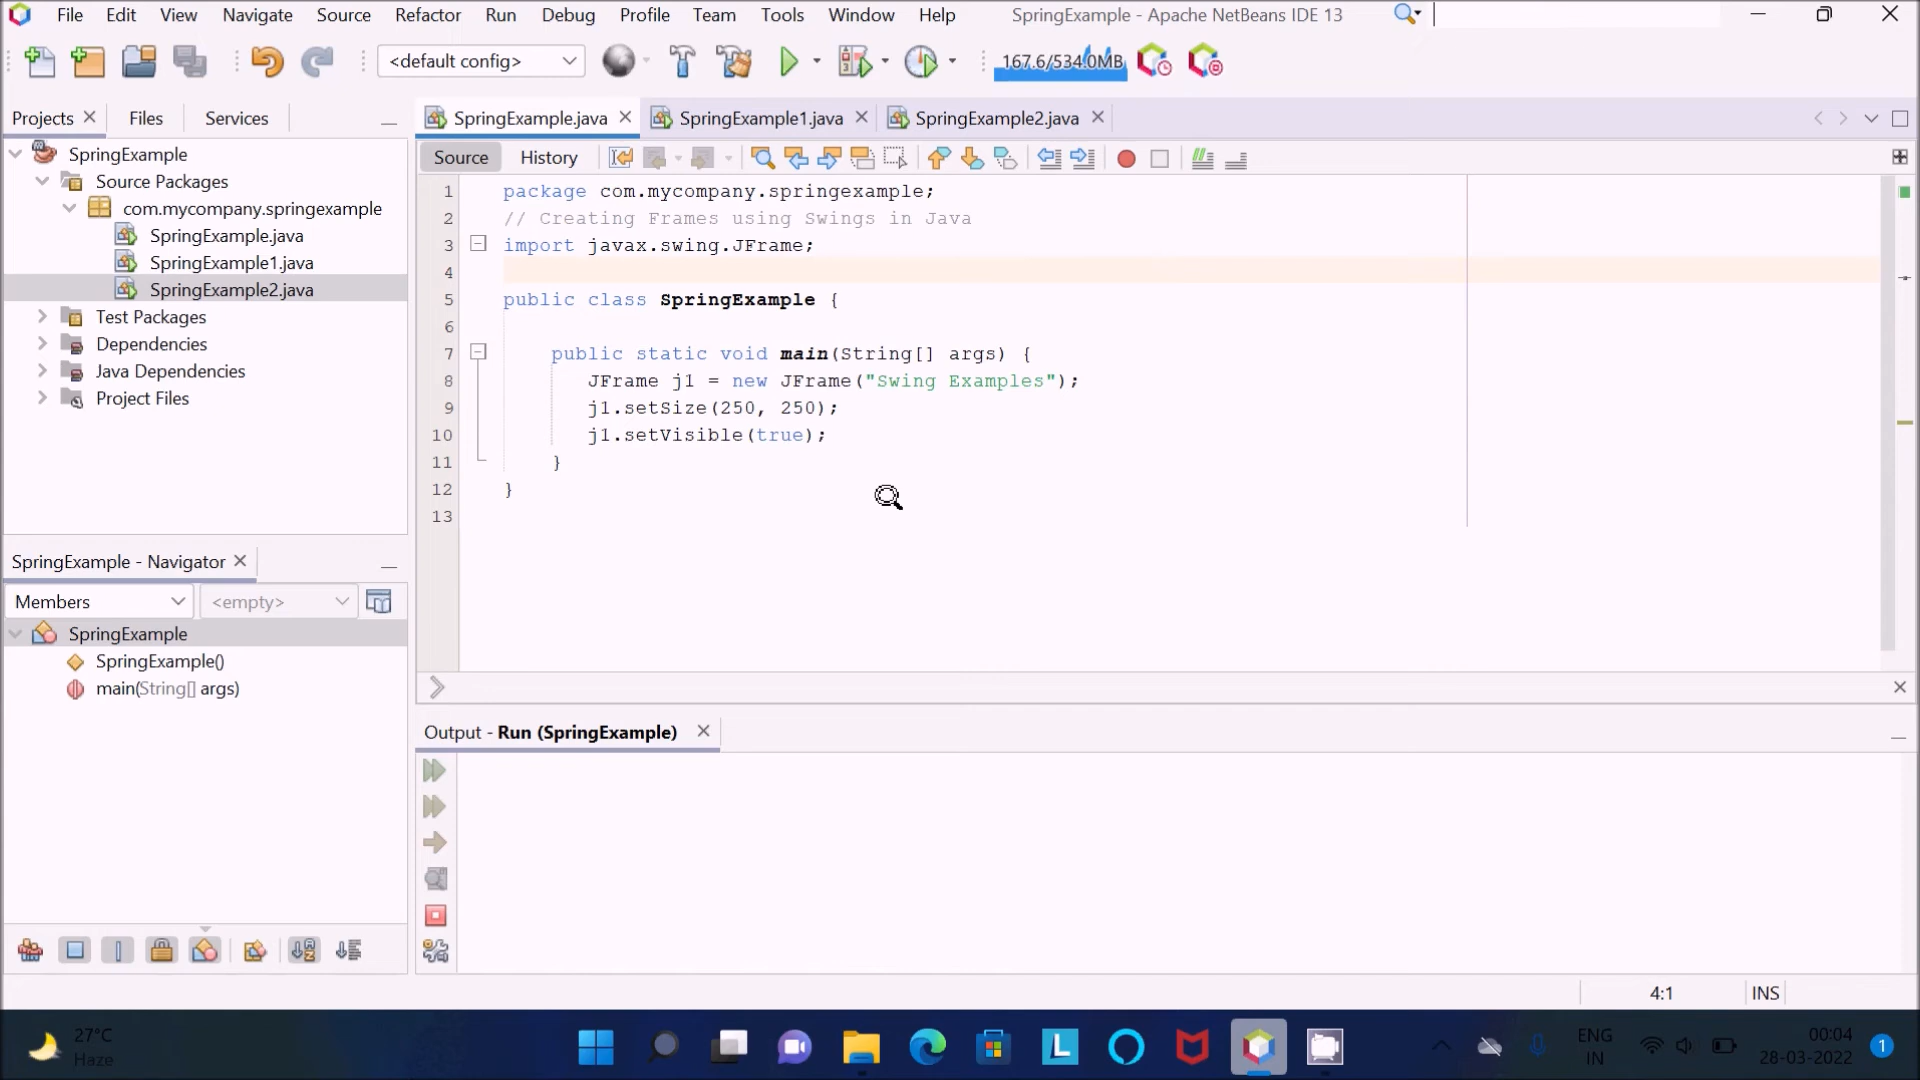 File Edit View Navigate Source Refactor Run Debug Profile Team Tools Window Help SpringExample - Apache NetBeans IDE 13
<default config> 167.6/534.0MB
Projects Files Services
SpringExample.java SpringExample1.java SpringExample2.java
Source History
SpringExample
Source Packages
com.mycompany.springexample
SpringExample.java
SpringExample1.java
SpringExample2.java
Test Packages
Dependencies
Java Dependencies
Project Files
1 package com.mycompany.springexample;
2 // Creating Frames using Swings in Java
3 import javax.swing.JFrame;
4
5 public class SpringExample {
6
7 public static void main(String[] args) {
8 JFrame j1 = new JFrame("Swing Examples");
9 j1.setSize(250, 250);
10 j1.setVisible(true);
11 }
12 }
13
SpringExample - Navigator
Members <empty>
SpringExample
SpringExample()
main(String[] args)
Output - Run (SpringExample)
4:1 INS
27°C
Haze
L
ENG
IN
00:04
28-03-2022
1